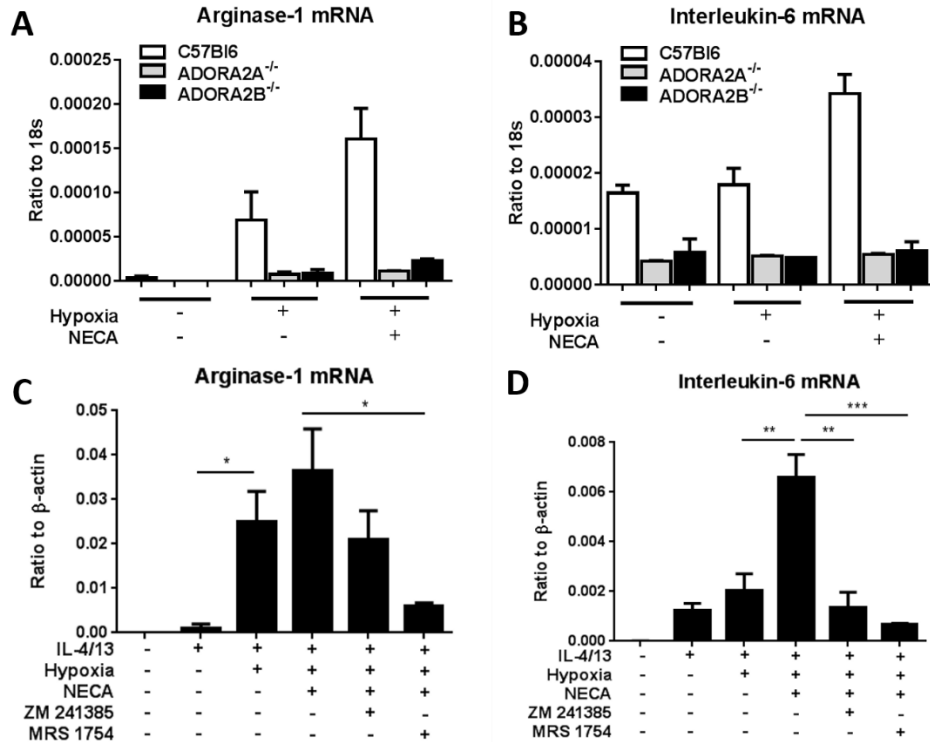 A
Arginase-1 mRNA
C57Bl6
ADORA2A-/-
ADORA2B-/-
Ratio to 18s
0.00025
0.00020
0.00015
0.00010
0.00005
0.00000
Hypoxia - + +
NECA - - +
B
Interleukin-6 mRNA
C57Bl6
ADORA2A-/-
ADORA2B-/-
Ratio to 18s
0.00004
0.00003
0.00002
0.00001
0.00000
Hypoxia - + +
NECA - - +
C
Arginase-1 mRNA
*
*
Ratio to β-actin
0.05
0.04
0.03
0.02
0.01
0.00
IL-4/13 - + + + + +
Hypoxia - - + + + +
NECA - - - + + +
ZM 241385 - - - - + -
MRS 1754 - - - - - +
D
Interleukin-6 mRNA
***
** **
Ratio to β-actin
0.008
0.006
0.004
0.002
0.000
IL-4/13 - + + + + +
Hypoxia - - + + + +
NECA - - - + + +
ZM 241385 - - - - + -
MRS 1754 - - - - - +